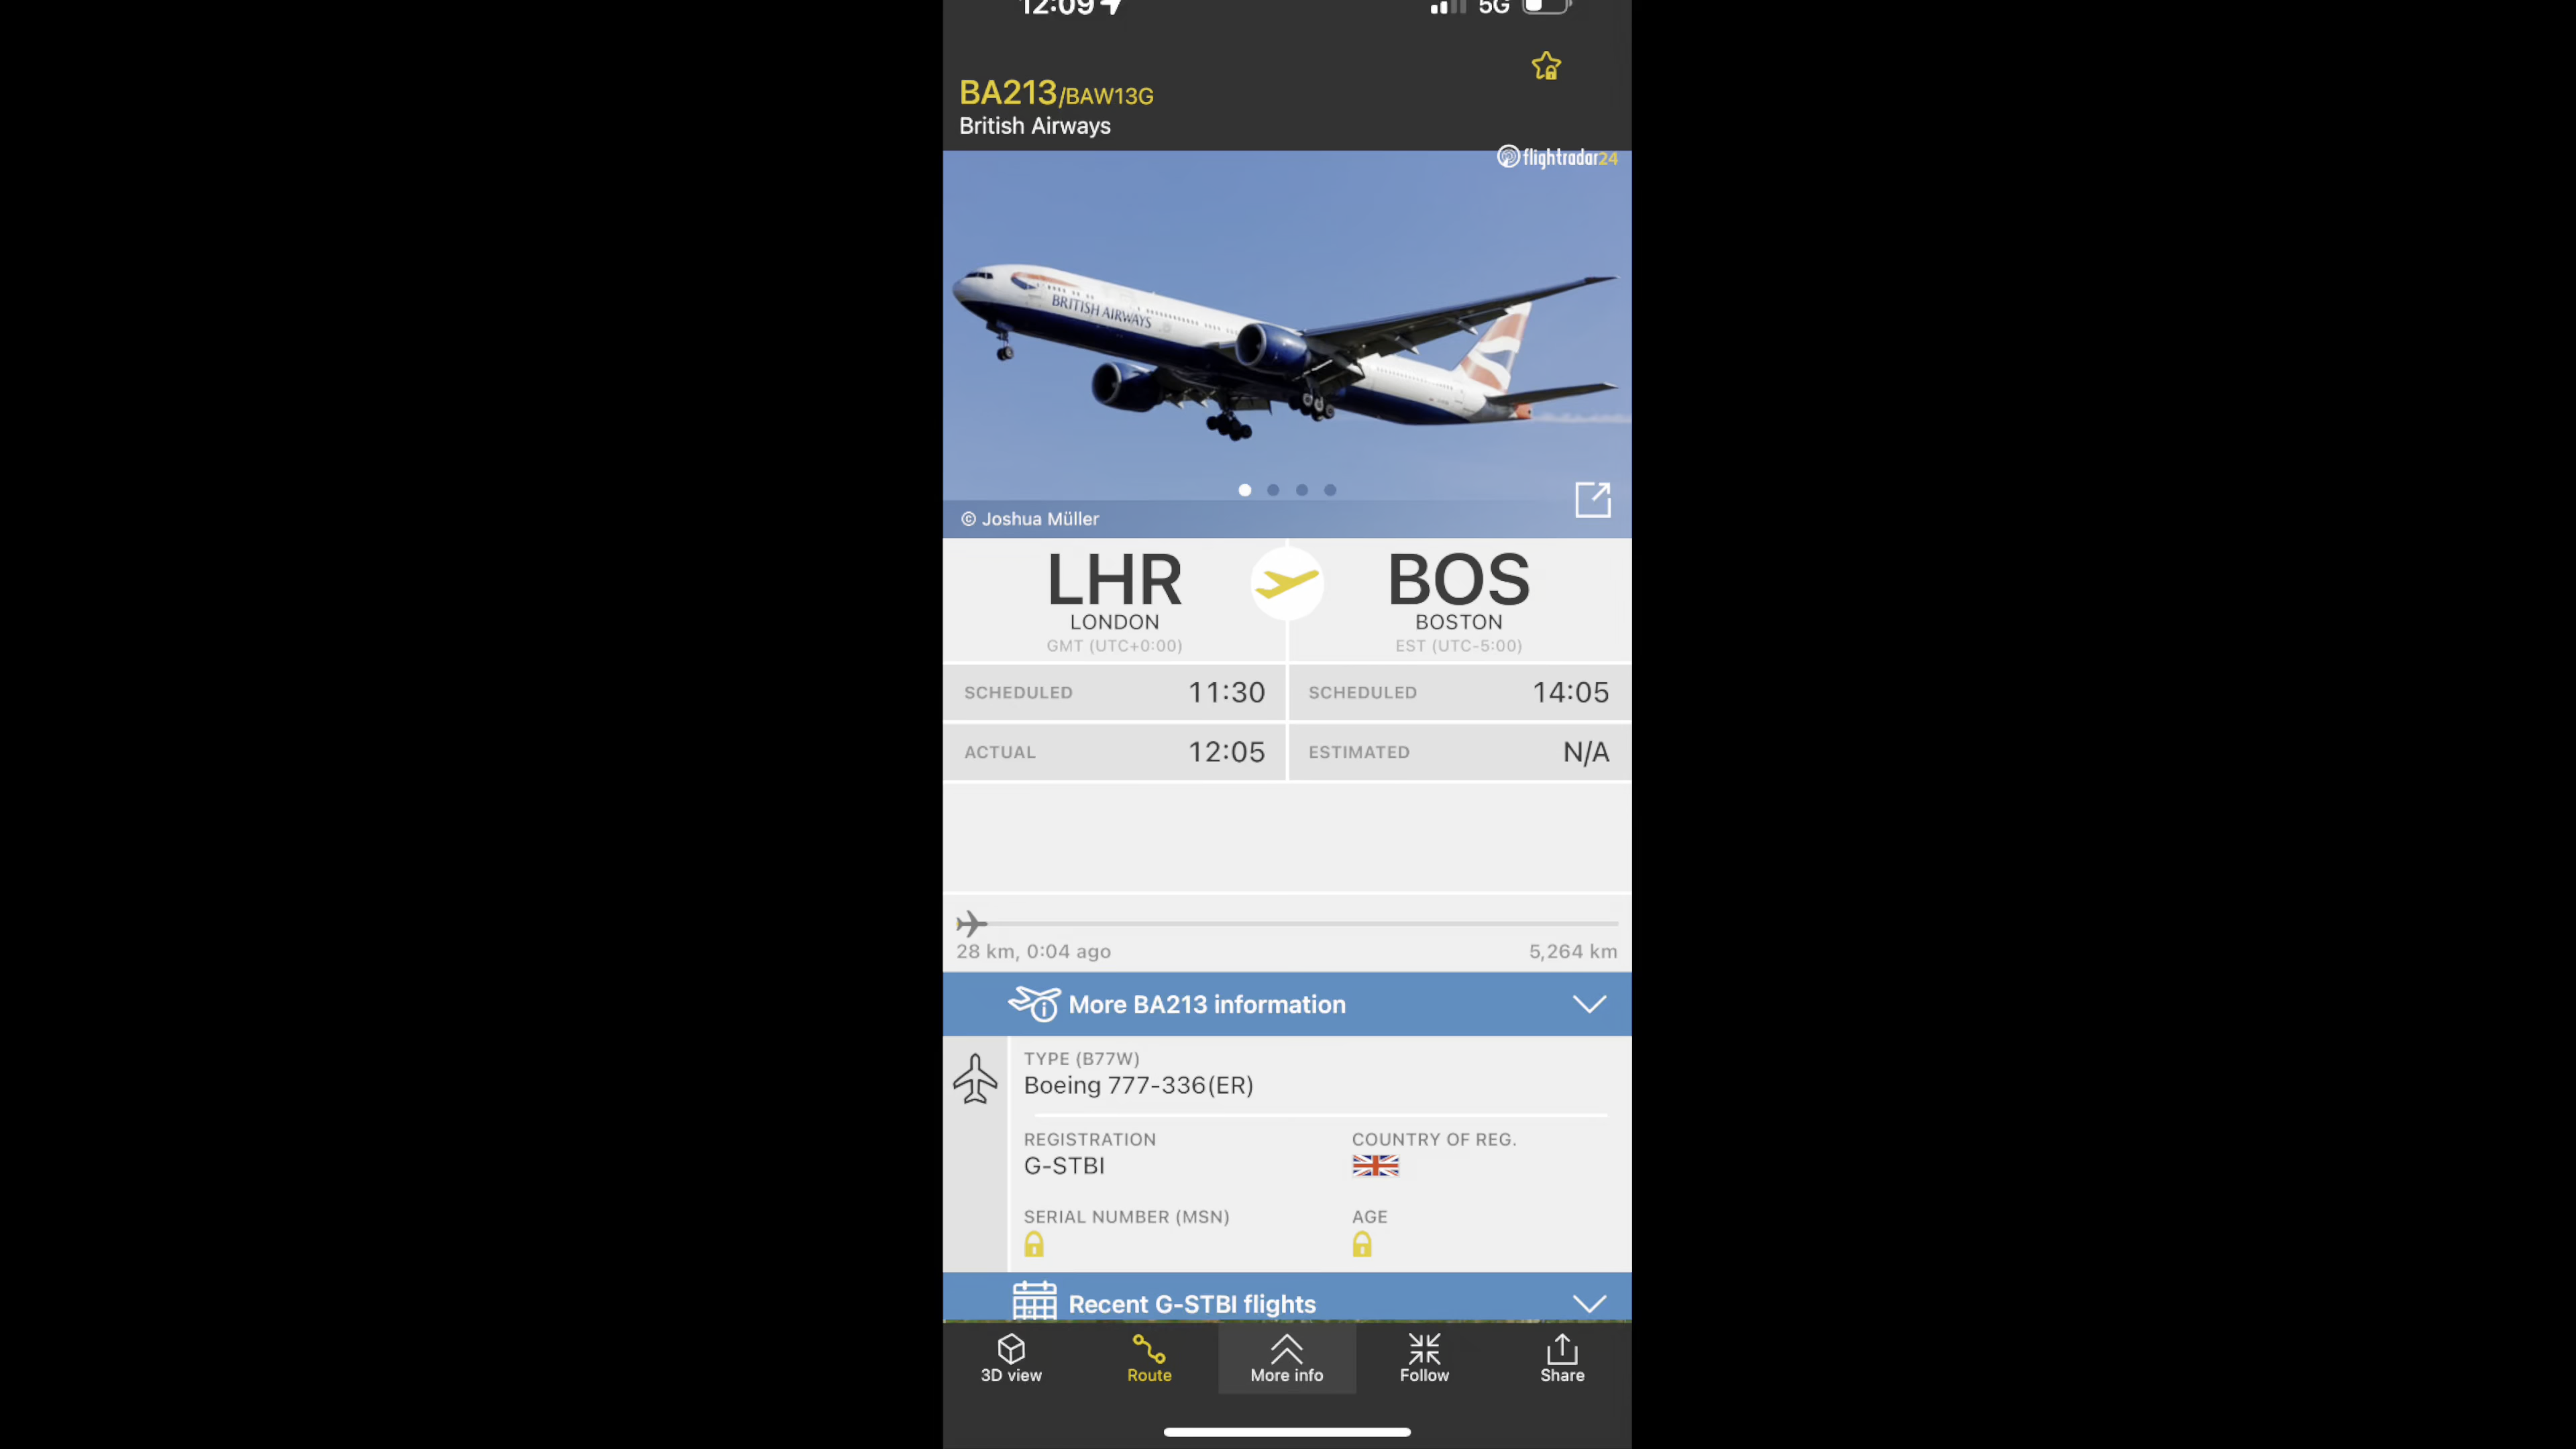 12:09
5G
BA213/BAW13G
British Airways
flightradar24
BRITISH AIRWAYS
© Joshua Müller
LHR
LONDON
GMT (UTC+0:00)
BOS
BOSTON
EST (UTC-5:00)
SCHEDULED 11:30
SCHEDULED 14:05
ACTUAL 12:05
ESTIMATED N/A
28 km, 0:04 ago
5,264 km
More BA213 information
TYPE (B77W)
Boeing 777-336(ER)
REGISTRATION
G-STBI
COUNTRY OF REG.
SERIAL NUMBER (MSN)
AGE
Recent G-STBI flights
3D view
Route
More info
Follow
Share